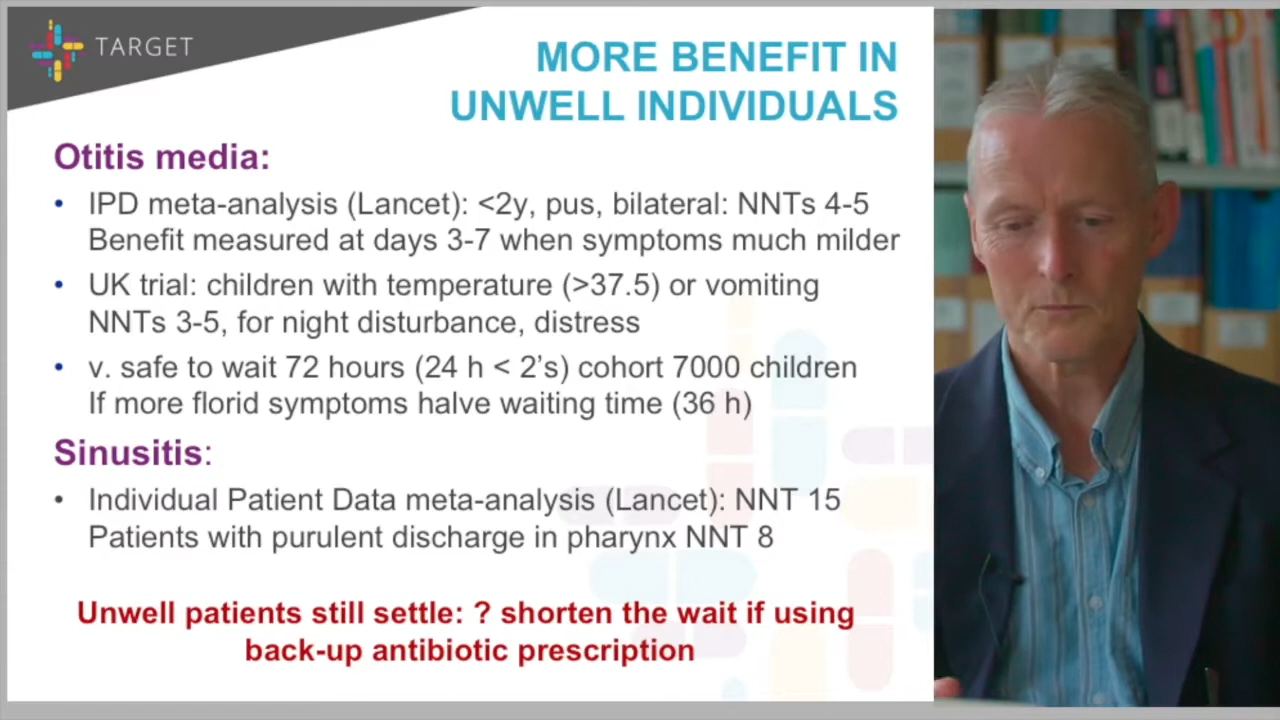 TARGET
MORE BENEFIT IN
UNWELL INDIVIDUALS
Otitis media:
• IPD meta-analysis (Lancet): <2y, pus, bilateral: NNTs 4-5
Benefit measured at days 3-7 when symptoms much milder
• UK trial: children with temperature (>37.5) or vomiting
NNTs 3-5, for night disturbance, distress
• v. safe to wait 72 hours (24 h < 2’s) cohort 7000 children
If more florid symptoms halve waiting time (36 h)
Sinusitis:
• Individual Patient Data meta-analysis (Lancet): NNT 15
Patients with purulent discharge in pharynx NNT 8
Unwell patients still settle: ? shorten the wait if using
back-up antibiotic prescription